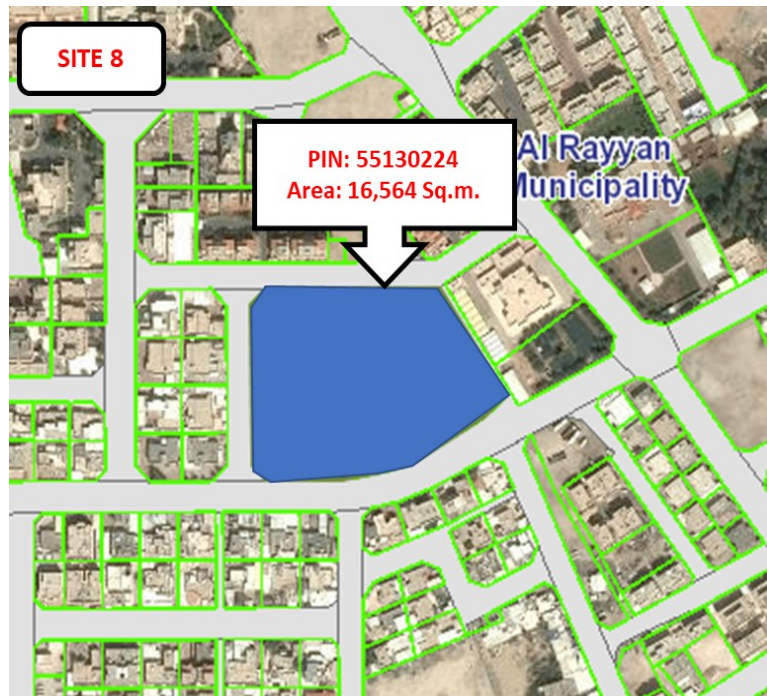 SITE 8
PIN: 55130224
Area: 16,564 Sq.m.
Al Rayyan
Municipality